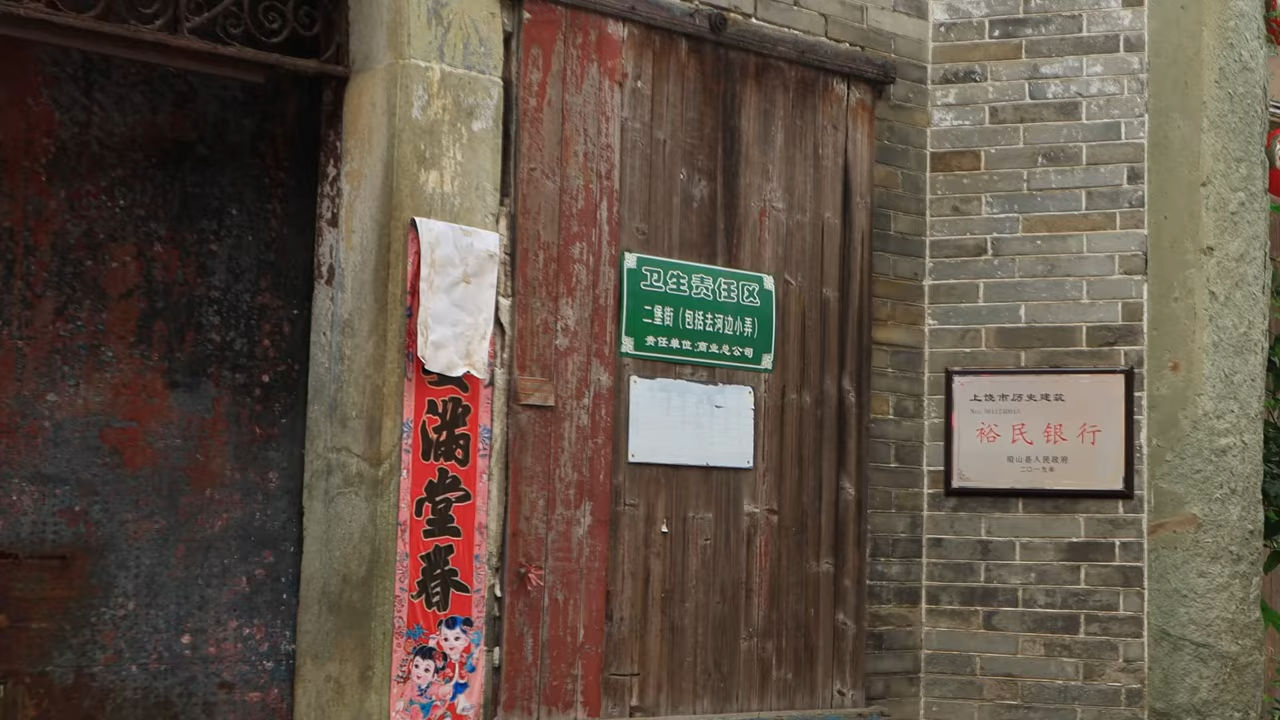 满
堂
春
卫生责任区
二堡街（包括去河边小弄）
责任单位:商业总公司
上饶市历史建筑
裕民银行
铅山县人民政府
二〇一九年